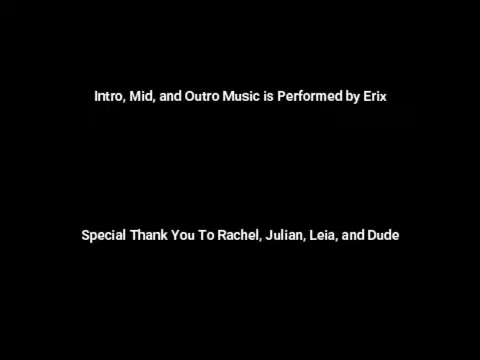 Intro, Mid, and Outro Music is Performed by Erix
Special Thank You To Rachel, Julian, Leia, and Dude